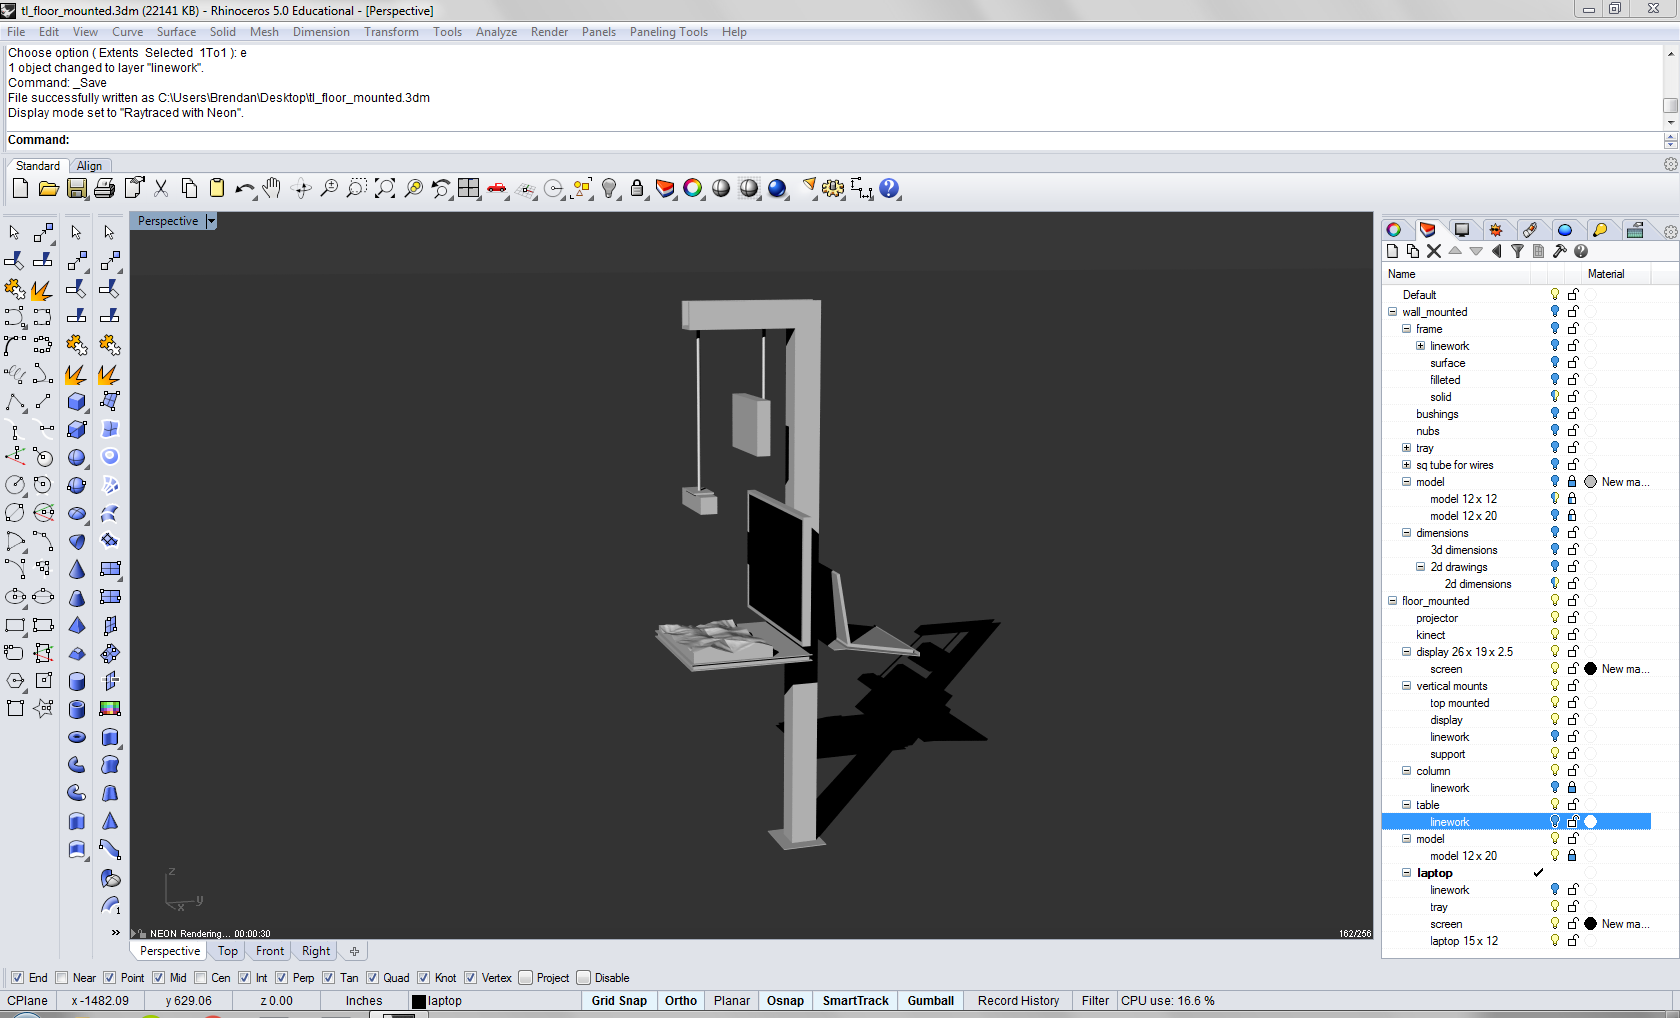 tl_floor_mounted.3dm (22141 KB) - Rhinoceros 5.0 Educational - [Perspective]
File Edit View Curve Surface Solid Mesh Dimension Transform Tools Analyze Render Panels Paneling Tools Help
Choose option ( Extents Selected 1To1 ): e
1 object changed to layer "linework".
Command: _Save
File successfully written as C:\Users\Brendan\Desktop\tl_floor_mounted.3dm
Display mode set to "Raytraced with Neon".
Command:
Standard Align
Perspective
Name Material
Default
wall_mounted
frame
linework
surface
filleted
solid
bushings
nubs
tray
sq tube for wires
model New ma...
model 12 x 12
model 12 x 20
dimensions
3d dimensions
2d drawings
2d dimensions
floor_mounted
projector
kinect
display 26 x 19 x 2.5
screen New ma...
vertical mounts
top mounted
display
linework
support
column
linework
table
linework
model
model 12 x 20
laptop
linework
tray
screen New ma...
laptop 15 x 12
z
x y
NEON Rendering... 00:00:30 162/256
Perspective Top Front Right
End Near Point Mid Cen Int Perp Tan Quad Knot Vertex Project Disable
CPlane x -1482.09 y 629.06 z 0.00 Inches laptop Grid Snap Ortho Planar Osnap SmartTrack Gumball Record History Filter CPU use: 16.6 %